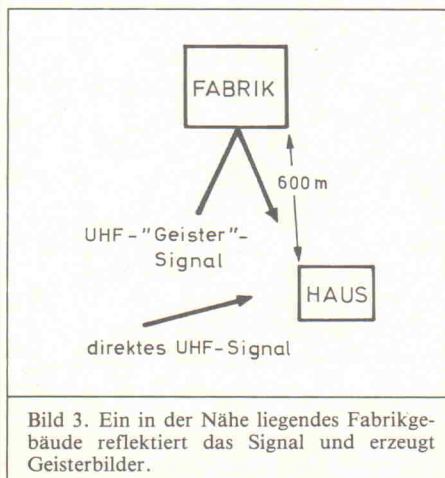 FABRIK
600 m
UHF-"Geister"-
Signal
HAUS
direktes UHF-Signal
Bild 3. Ein in der Nähe liegendes Fabrikge-
bäude reflektiert das Signal und erzeugt
Geisterbilder.